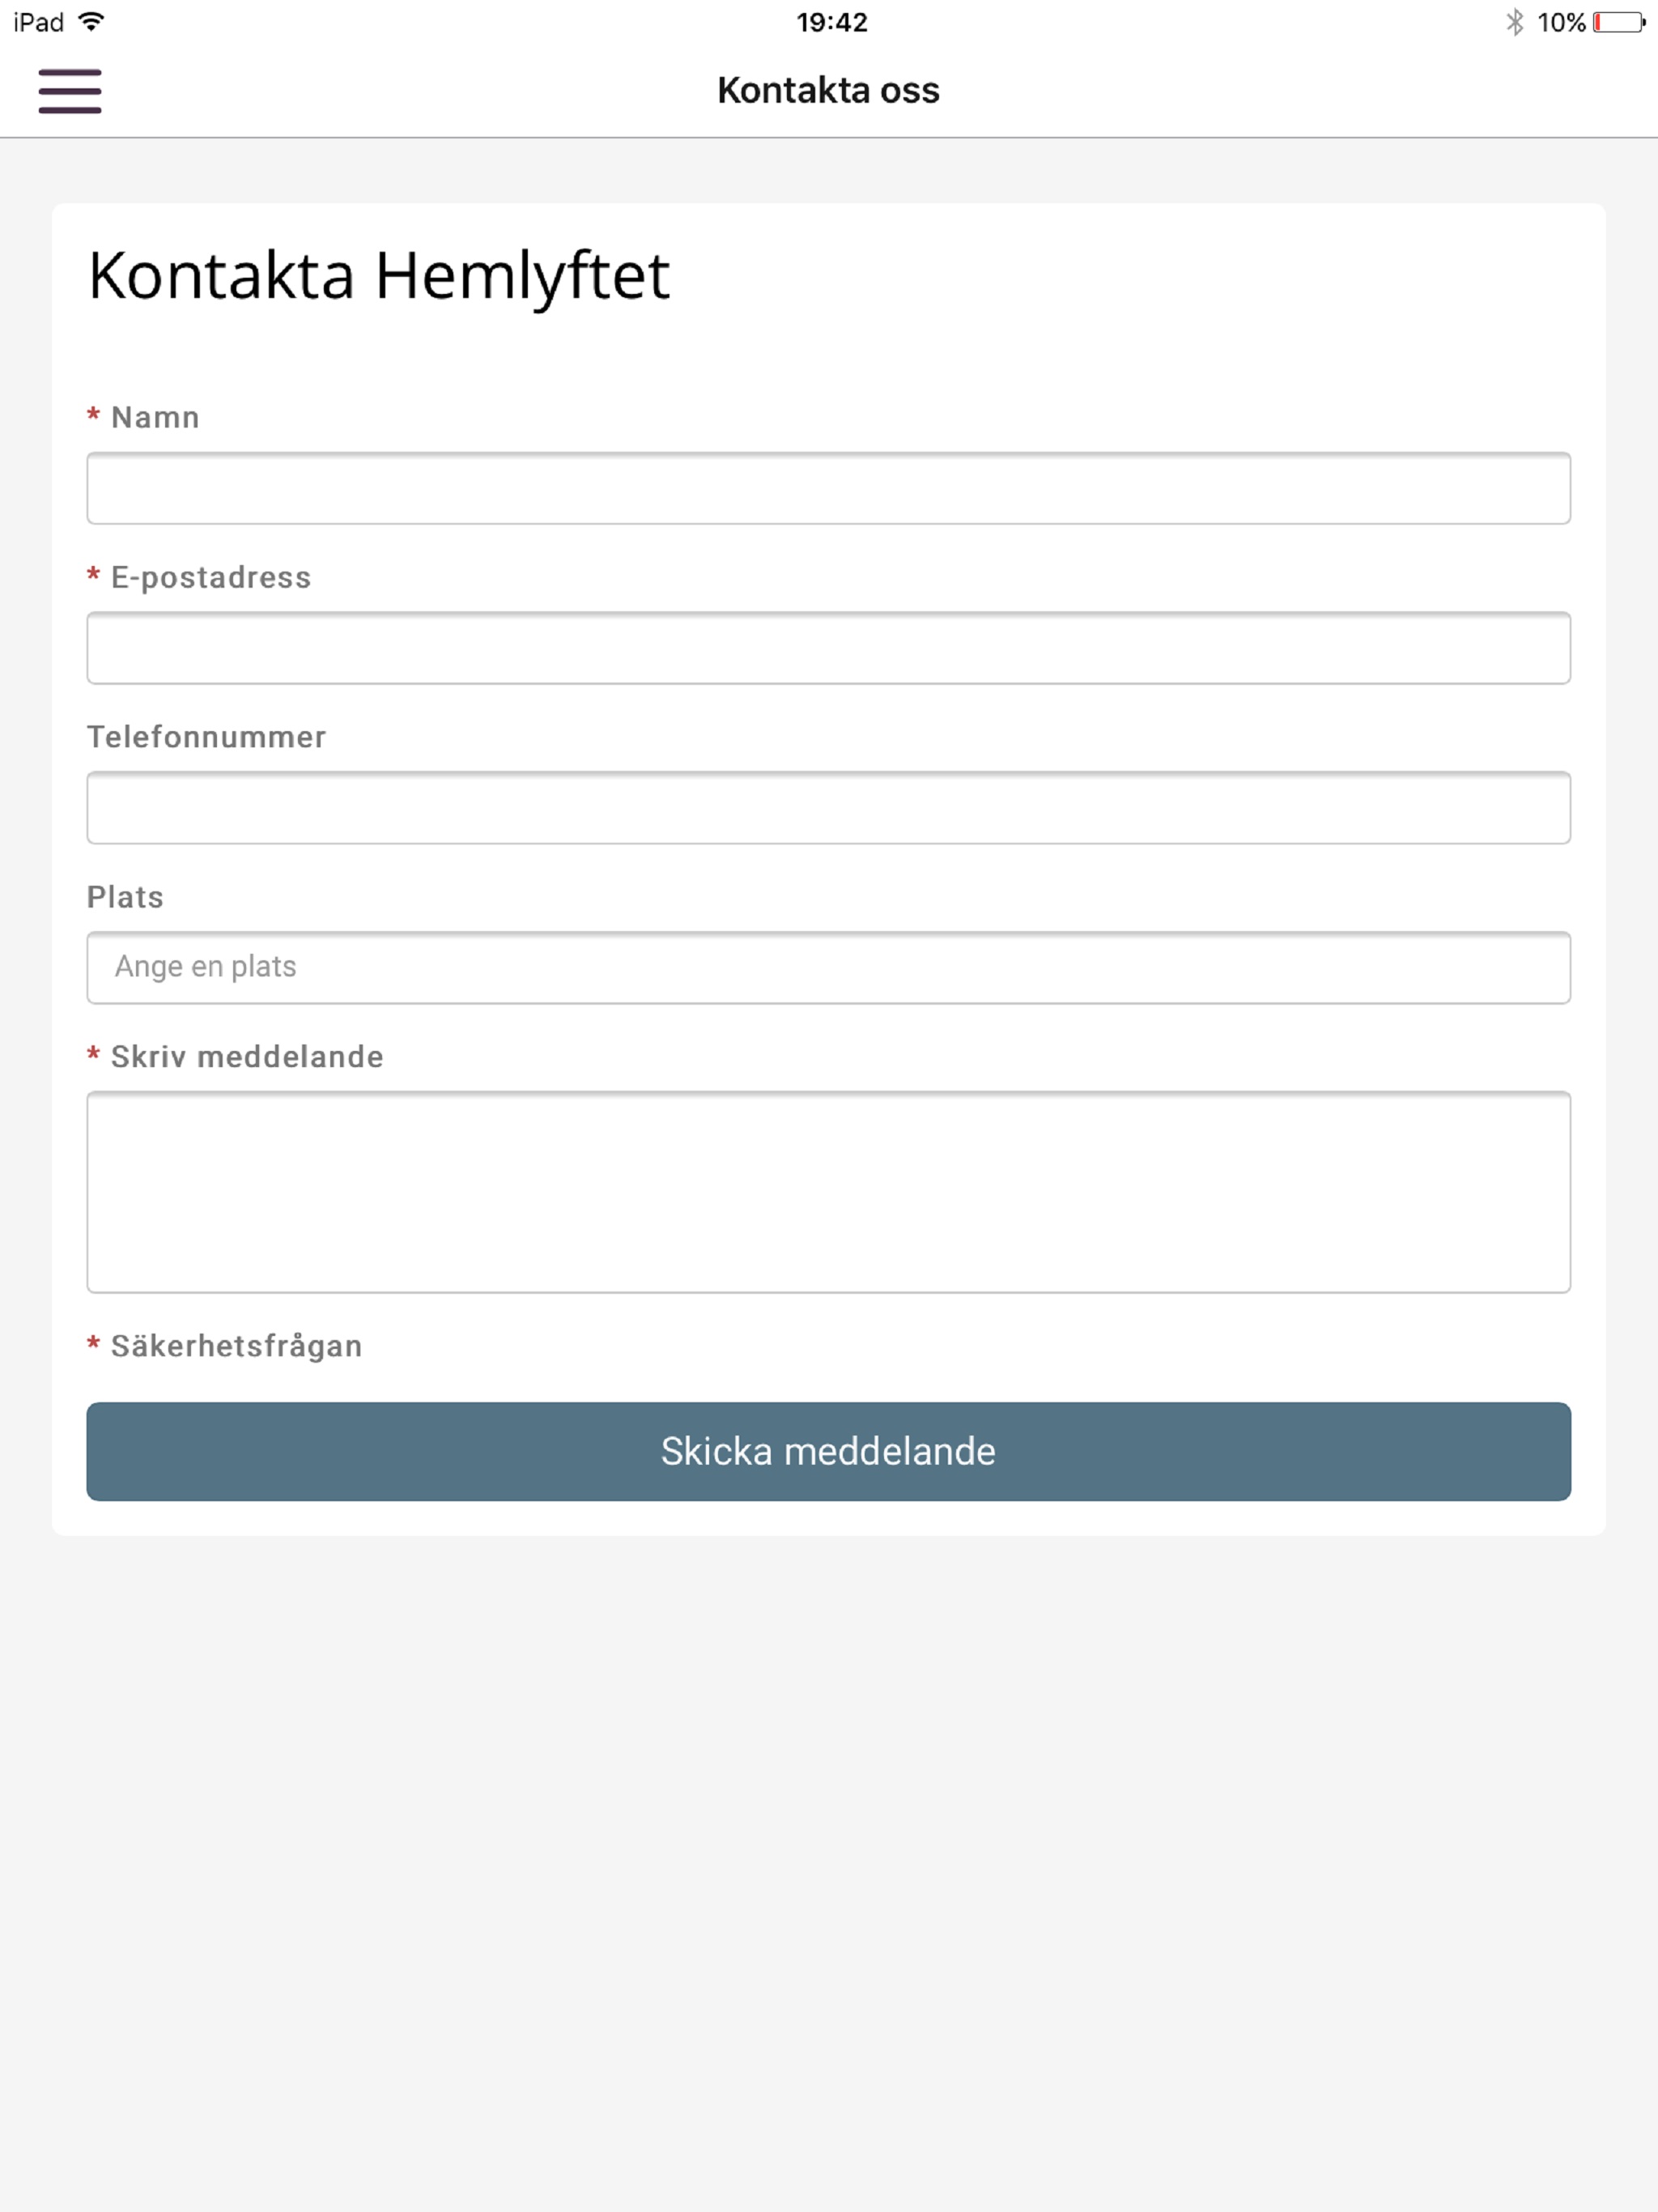 iPad 19:42 10%
Kontakta oss
Kontakta Hemlyftet
* Namn
* E-postadress
Telefonnummer
Plats
Ange en plats
* Skriv meddelande
* Säkerhetsfrågan
Skicka meddelande